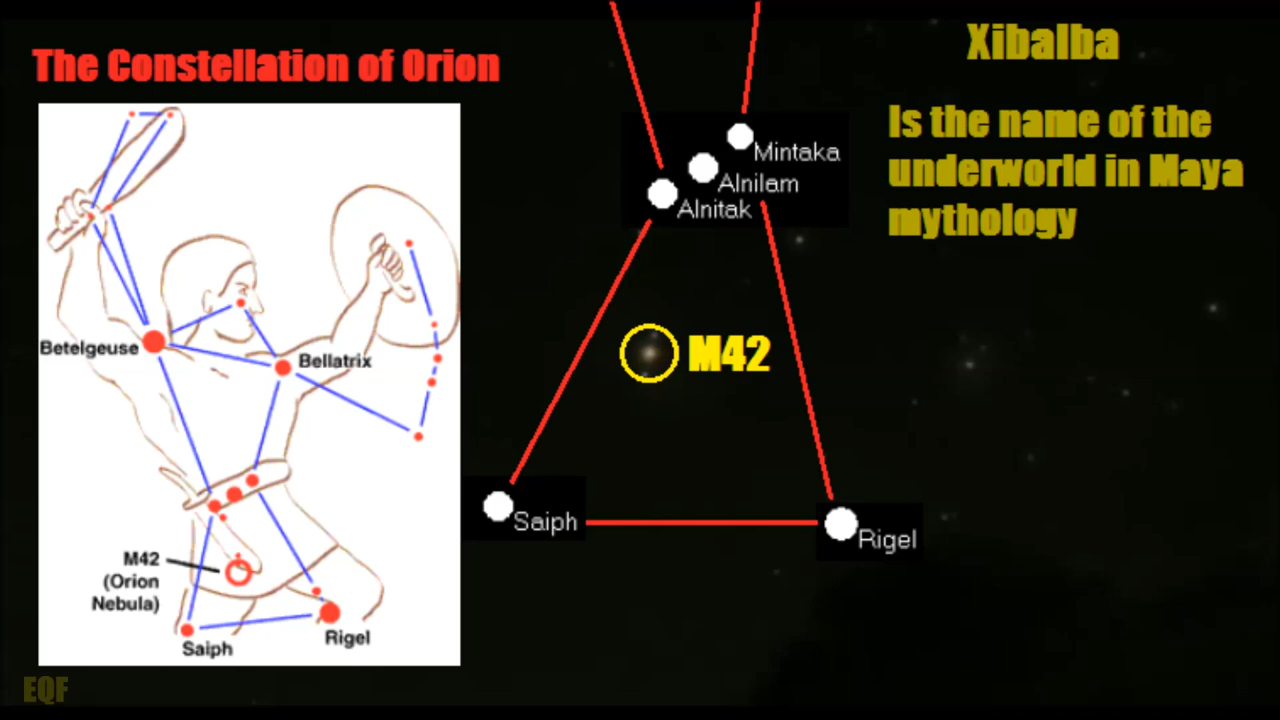 The Constellation of Orion
Betelgeuse
Bellatrix
M42
(Orion
Nebula)
Saiph
Rigel
Mintaka
Alnilam
Alnitak
M42
Saiph
Rigel
Xibalba
Is the name of the
underworld in Maya
mythology
EQF